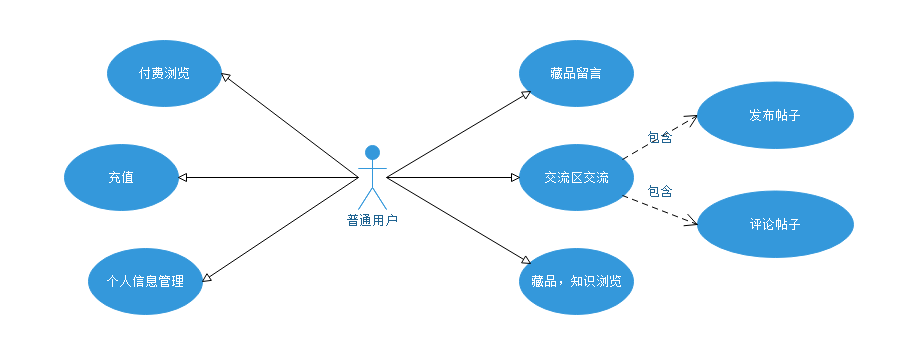 付费浏览
藏品留言
发布帖子
包含
充值
交流区交流
包含
普通用户
评论帖子
个人信息管理
藏品，知识浏览